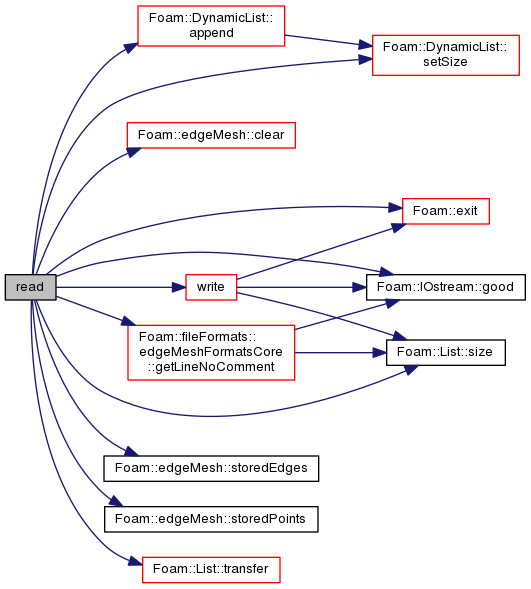 Foam::DynamicList::
append
Foam::DynamicList::
setSize
Foam::edgeMesh::clear
Foam::exit
read
write
Foam::IOstream::good
Foam::fileFormats::
edgeMeshFormatsCore
::getLineNoComment
Foam::List::size
Foam::edgeMesh::storedEdges
Foam::edgeMesh::storedPoints
Foam::List::transfer